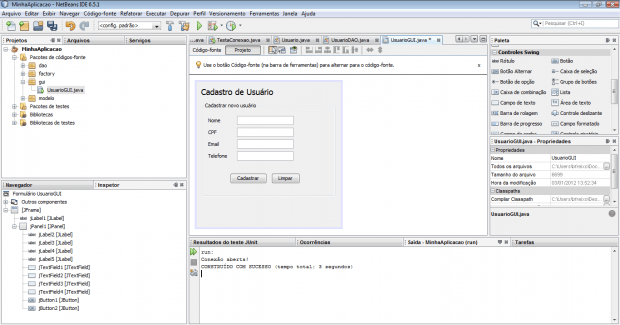 MinhaAplicacao - NetBeans IDE 6.5.1
Arquivo Editar Exibir Navegar Código-fonte Refatorar Executar Depurar Perfil Versionamento Ferramentas Janela Ajuda
<config. padrão>
Pesquisar (Ctrl+I)
Projetos
Arquivos
Serviços
MinhaAplicacao
Pacotes de códigos-fonte
dao
factory
gui
UsuarioGUI.java
modelo
Pacotes de testes
Bibliotecas
Bibliotecas de testes
...ave
TestaConexao.java
Usuario.java
UsuarioDAO.java
UsuarioGUI.java *
Código-fonte
Projeto
Use o botão Código-fonte (na barra de ferramentas) para alternar para o código-fonte.
Cadastro de Usuário
Cadastrar novo usuário
Nome
CPF
Email
Telefone
Cadastrar
Limpar
Paleta
Controles Swing
Rótulo
Botão
Botão Alternar
Caixa de seleção
Botão de opção
Grupo de botões
Caixa de combinação
Lista
Campo de texto
Área de texto
Barra de rolagem
Controle deslizante
Barra de progresso
Campo formatado
UsuarioGUI.java - Propriedades
Propriedades
Nome
UsuarioGUI
Todos os arquivos
Tamanho do arquivo
8699
Hora da modificação
03/01/2012 13:52:34
Classpaths
Compilar Classpath
UsuarioGUI.java
Navegador
Inspetor
Formulário UsuarioGUI
Outros componentes
[JFrame]
jLabel1 [JLabel]
jPanel1 [JPanel]
jLabel2 [JLabel]
jLabel3 [JLabel]
jLabel4 [JLabel]
jLabel5 [JLabel]
jTextField1 [JTextField]
jTextField2 [JTextField]
jTextField3 [JTextField]
jTextField4 [JTextField]
jButton1 [JButton]
jButton2 [JButton]
Resultados do teste JUnit
Ocorrências
Saída - MinhaAplicacao (run)
Tarefas
run:
Conexão aberta!
CONSTRUÍDO COM SUCESSO (tempo total: 3 segundos)